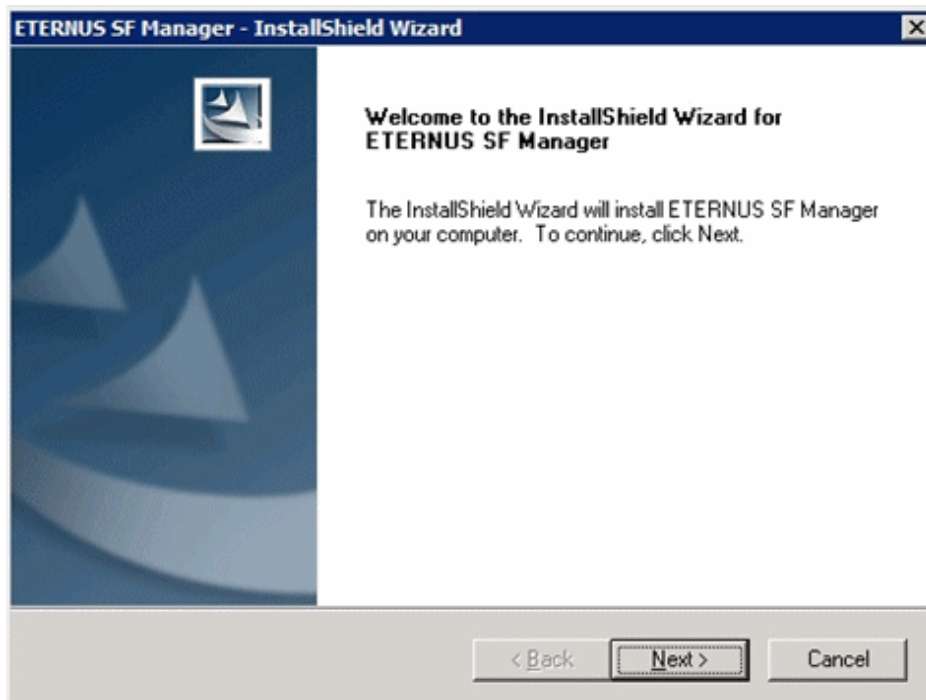 ETERNUS SF Manager - InstallShield Wizard
Welcome to the InstallShield Wizard for
ETERNUS SF Manager
The InstallShield Wizard will install ETERNUS SF Manager
on your computer. To continue, click Next.
< Back
Next >
Cancel